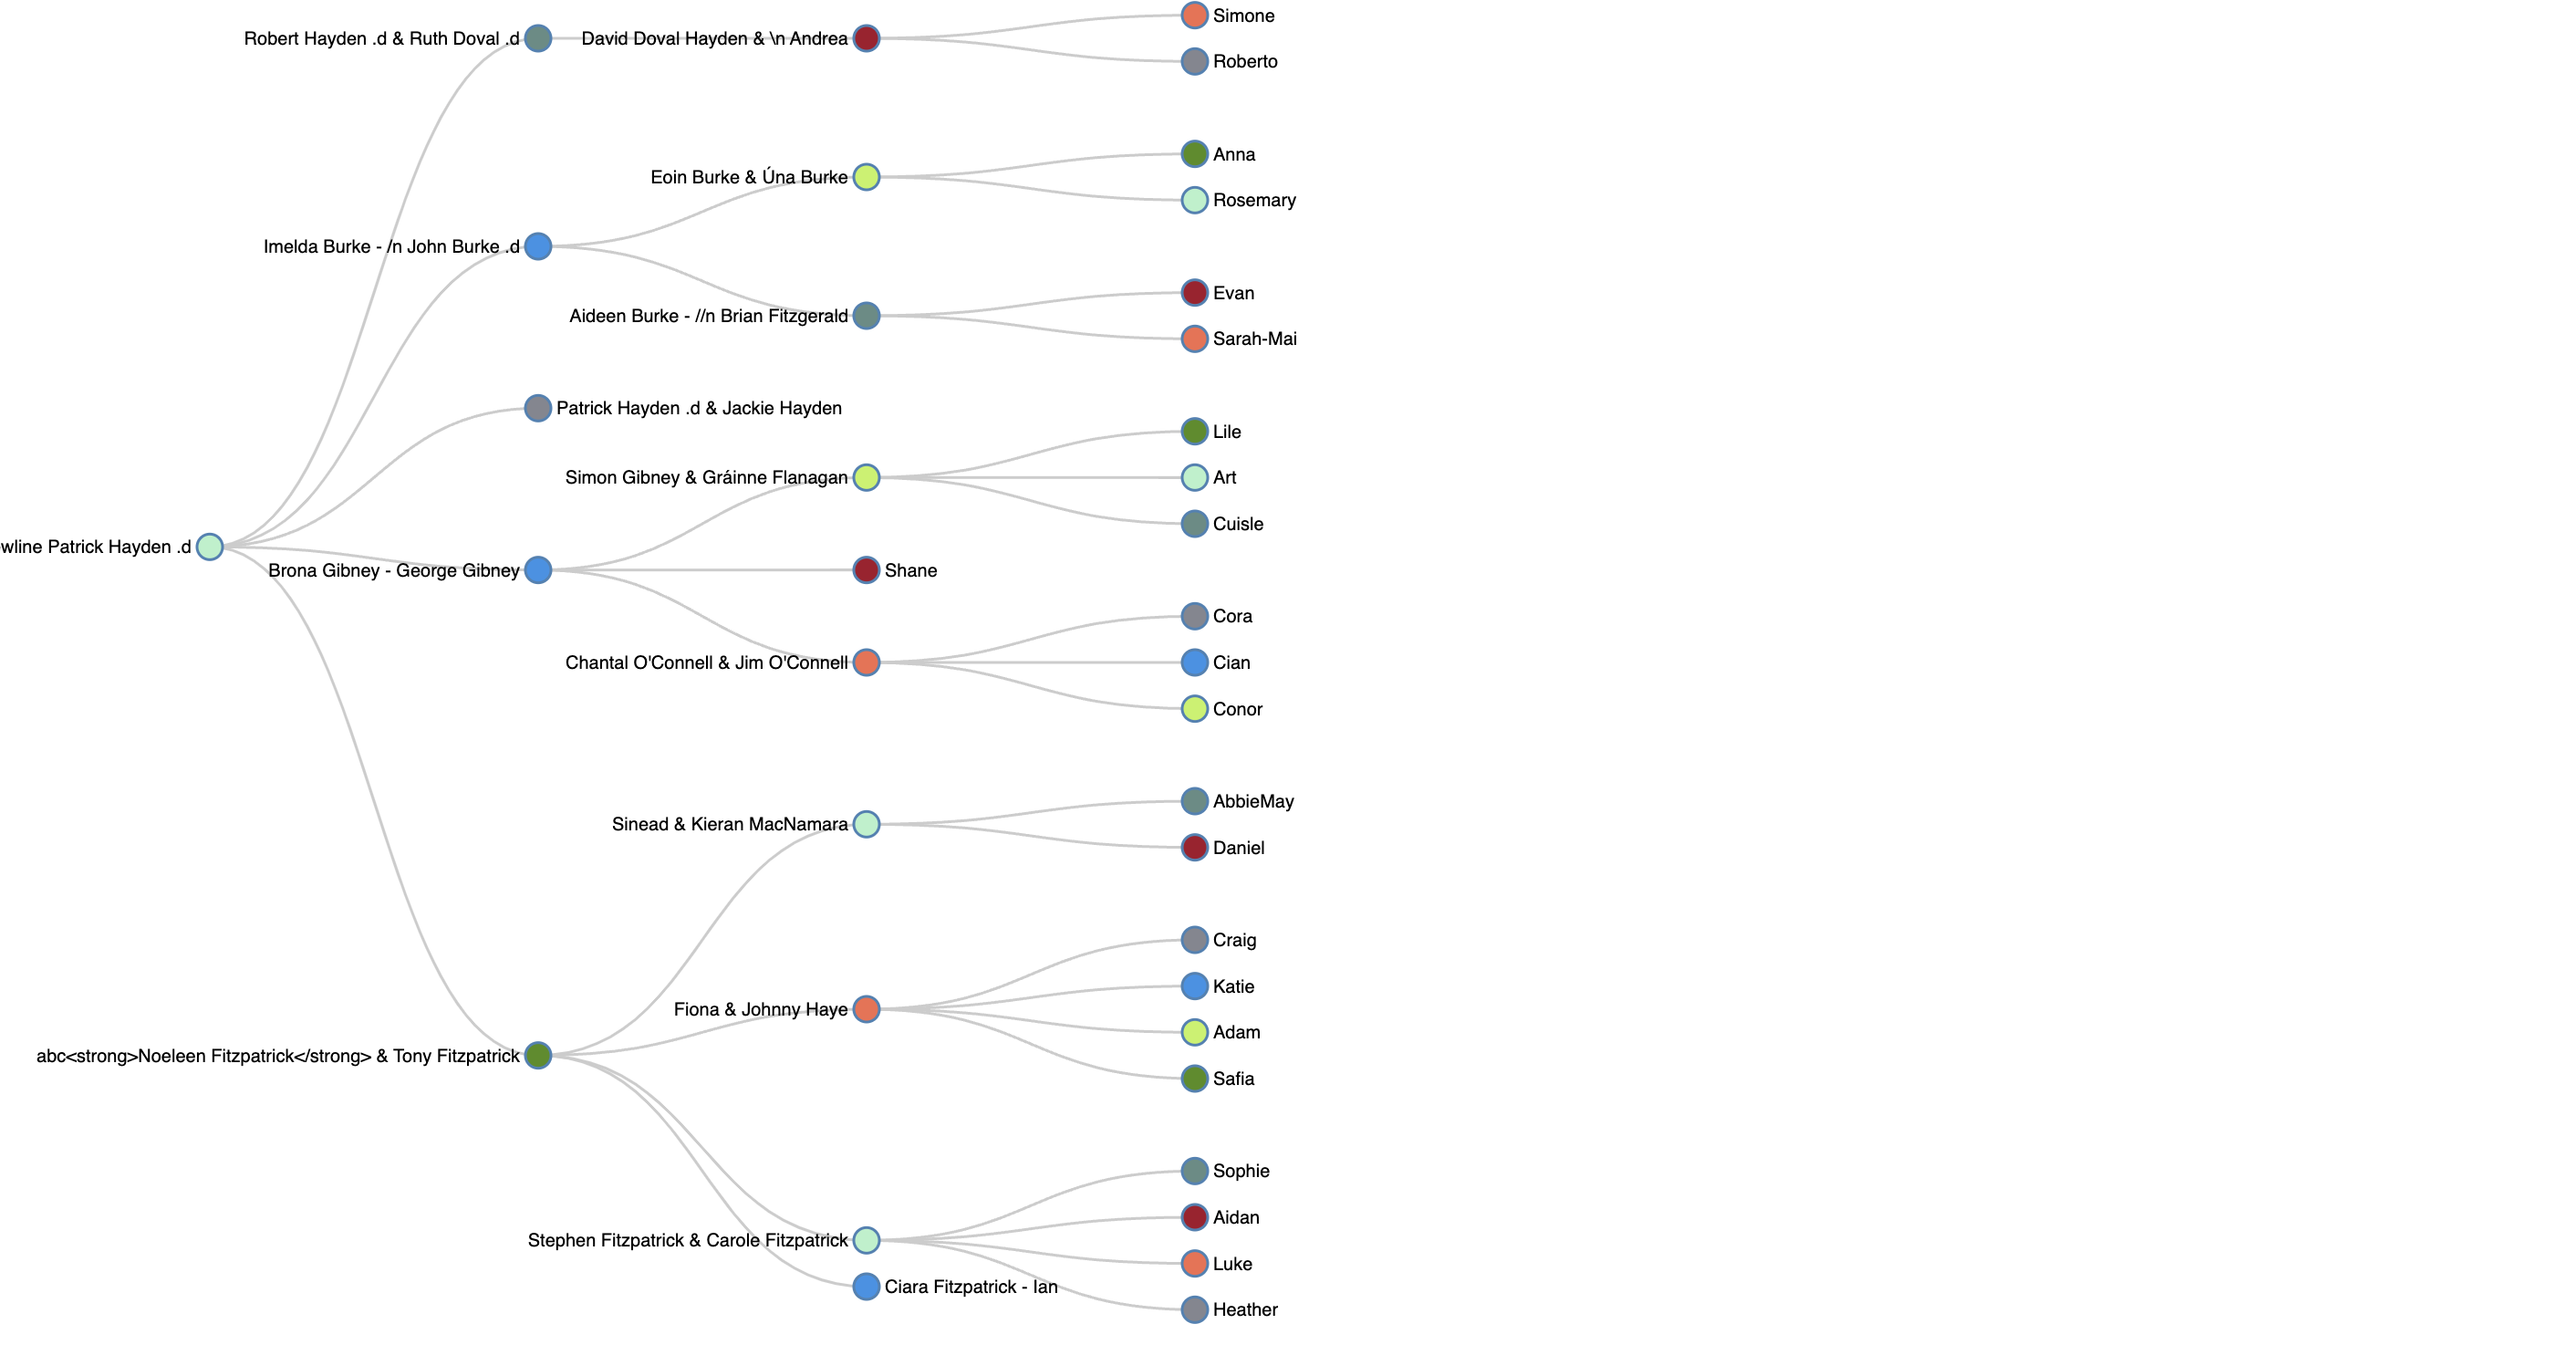 Simone
Robert Hayden .d & Ruth Doval .d
David Doval Hayden & \n Andrea
Roberto
Anna
Eoin Burke & Úna Burke
Rosemary
Imelda Burke - /n John Burke .d
Evan
Aideen Burke - //n Brian Fitzgerald
Sarah-Mai
Patrick Hayden .d & Jackie Hayden
Lile
Simon Gibney & Gráinne Flanagan
Art
Cuisle
wline Patrick Hayden .d
Brona Gibney - George Gibney
Shane
Cora
Chantal O'Connell & Jim O'Connell
Cian
Conor
AbbieMay
Sinead & Kieran MacNamara
Daniel
Craig
Katie
Fiona & Johnny Haye
Adam
abc<strong>Noeleen Fitzpatrick</strong> & Tony Fitzpatrick
Safia
Sophie
Aidan
Stephen Fitzpatrick & Carole Fitzpatrick
Luke
Ciara Fitzpatrick - Ian
Heather